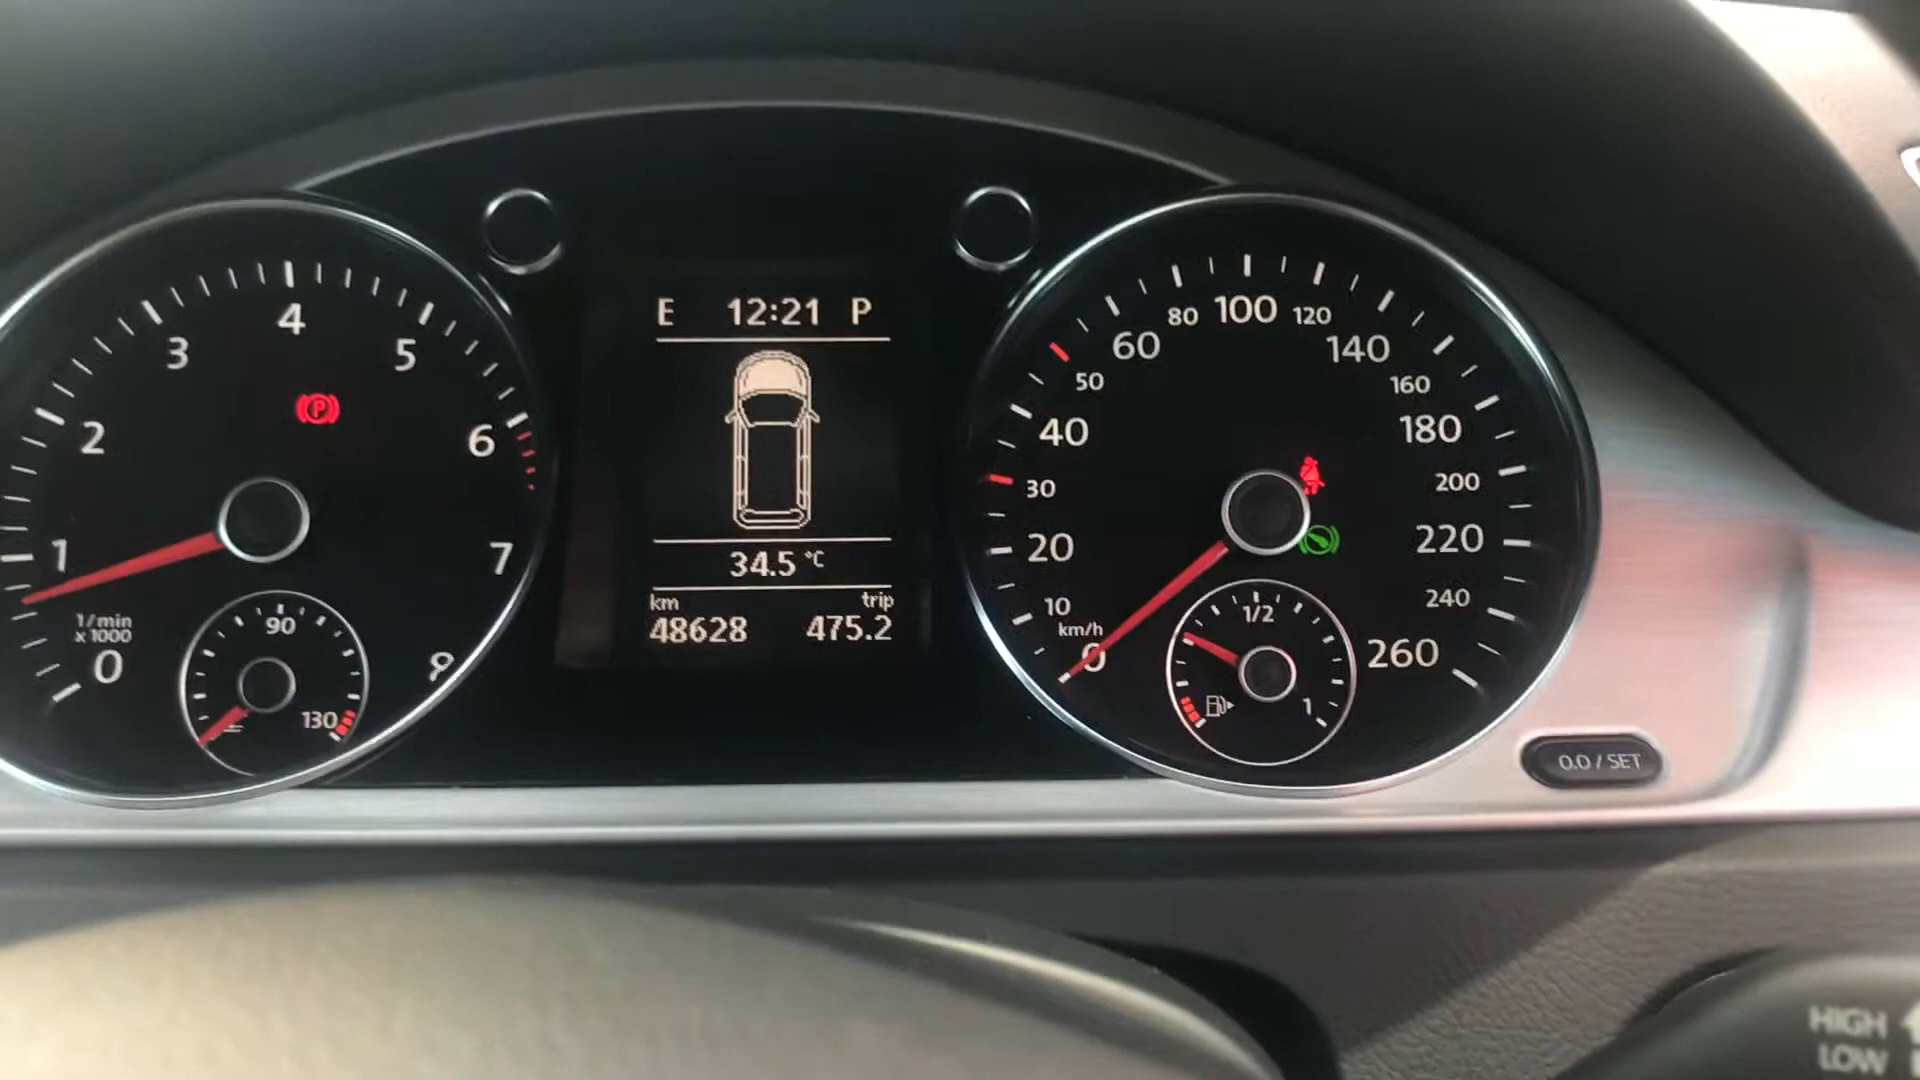 E 12:21 P
34.5 °C
km trip
48628 475.2
0 1 2 3 4 5 6 7 8
1/min
x 1000
90
130
0 10 20 30 40 50 60 80 100 120 140 160 180 200 220 240 260
km/h
1/2
1
P
0.0 / SET
HIGH
LOW